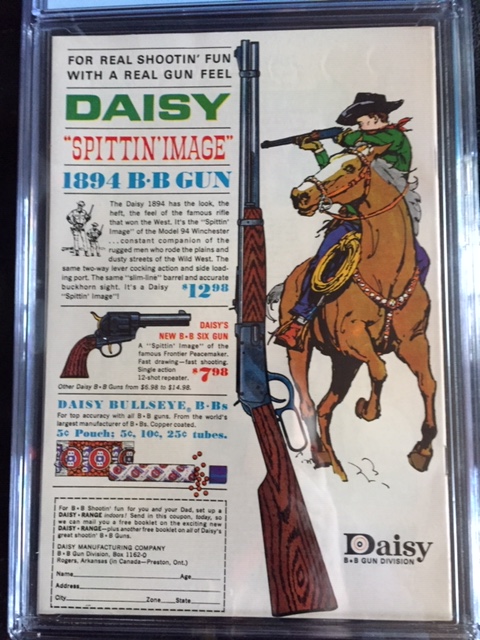 FOR REAL SHOOTIN' FUN
WITH A REAL GUN FEEL
DAISY
"SPITTIN' IMAGE"
1894 B•B GUN
The Daisy 1894 has the look, the
heft, the feel of the famous rifle
that won the West. It's the "Spittin'
Image" of the Model 94 Winchester
...constant companion of the
rugged men who rode the plains and
dusty streets of the Wild West. The
same two-way lever cocking action and side load-
ing port. The same "slim-line" barrel and accurate
buckhorn sight. It's a Daisy
"Spittin' Image"!
$12 98
DAISY'S
NEW B•B SIX GUN
A "Spittin' Image" of the
famous Frontier Peacemaker.
Fast drawing—fast shooting.
Single action
12-shot repeater.
$7 98
Other Daisy B•B Guns from $6.98 to $14.98.
DAISY BULLSEYE® B•Bs
For top accuracy with all B•B guns. From the world's
largest manufacturer of B•Bs. Copper coated.
5¢ Pouch; 5¢, 10¢, 25¢ tubes.
For B•B Shootin' fun for you and your Dad, set up a
DAISY•RANGE indoors! Send in this coupon, today, so
we can mail you a free booklet on the exciting new
DAISY•RANGE—plus another free booklet on all of Daisy's
great shootin' B•B Guns.
DAISY MANUFACTURING COMPANY
B•B Gun Division, Box 1162-O
Rogers, Arkansas (in Canada—Preston, Ont.)
Name Age
Address
City Zone State
Daisy
B•B GUN DIVISION